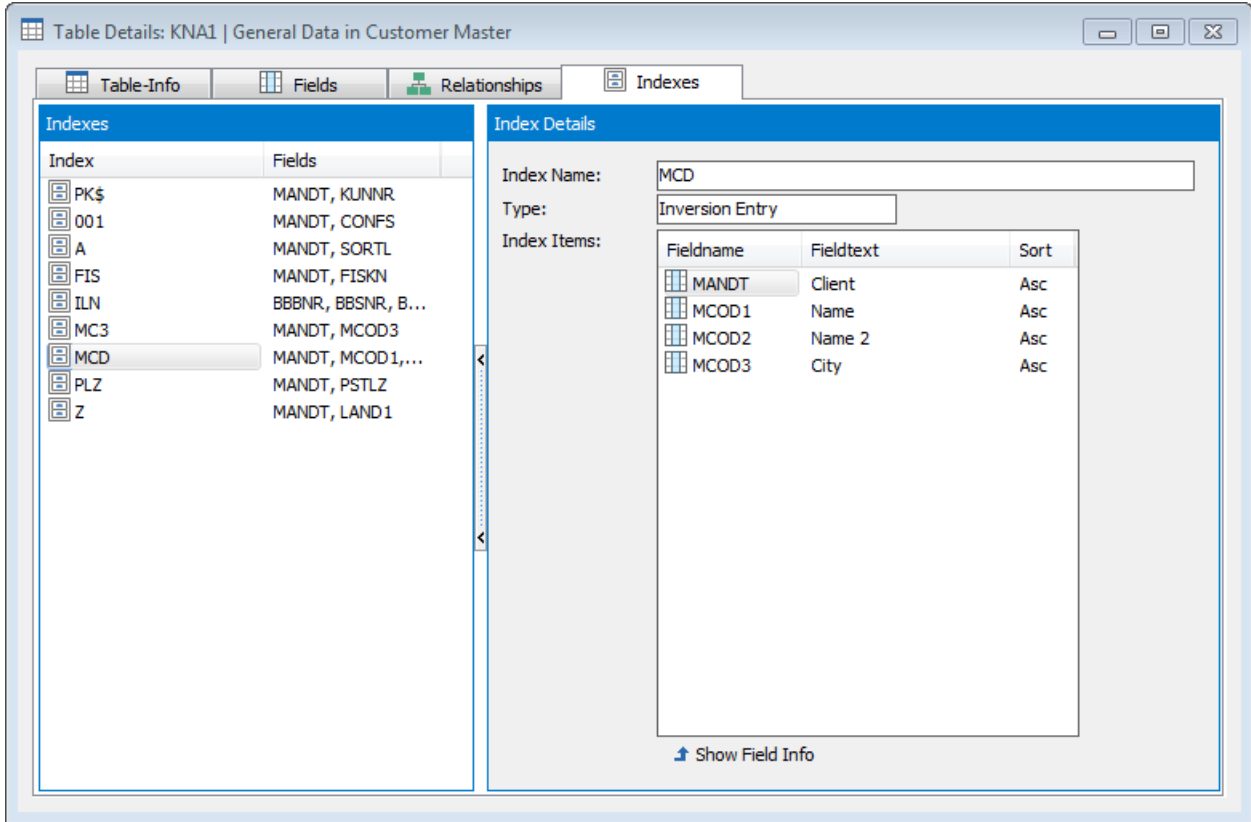 Table Details: KNA1 | General Data in Customer Master
Table-Info Fields Relationships Indexes
Indexes
Index Fields
PK$ MANDT, KUNNR
001 MANDT, CONFS
A MANDT, SORTL
FIS MANDT, FISKN
ILN BBBNR, BBSNR, B...
MC3 MANDT, MCOD3
MCD MANDT, MCOD1,...
PLZ MANDT, PSTLZ
Z MANDT, LAND1
Index Details
Index Name: MCD
Type: Inversion Entry
Index Items:
Fieldname Fieldtext Sort
MANDT Client Asc
MCOD1 Name Asc
MCOD2 Name 2 Asc
MCOD3 City Asc
Show Field Info